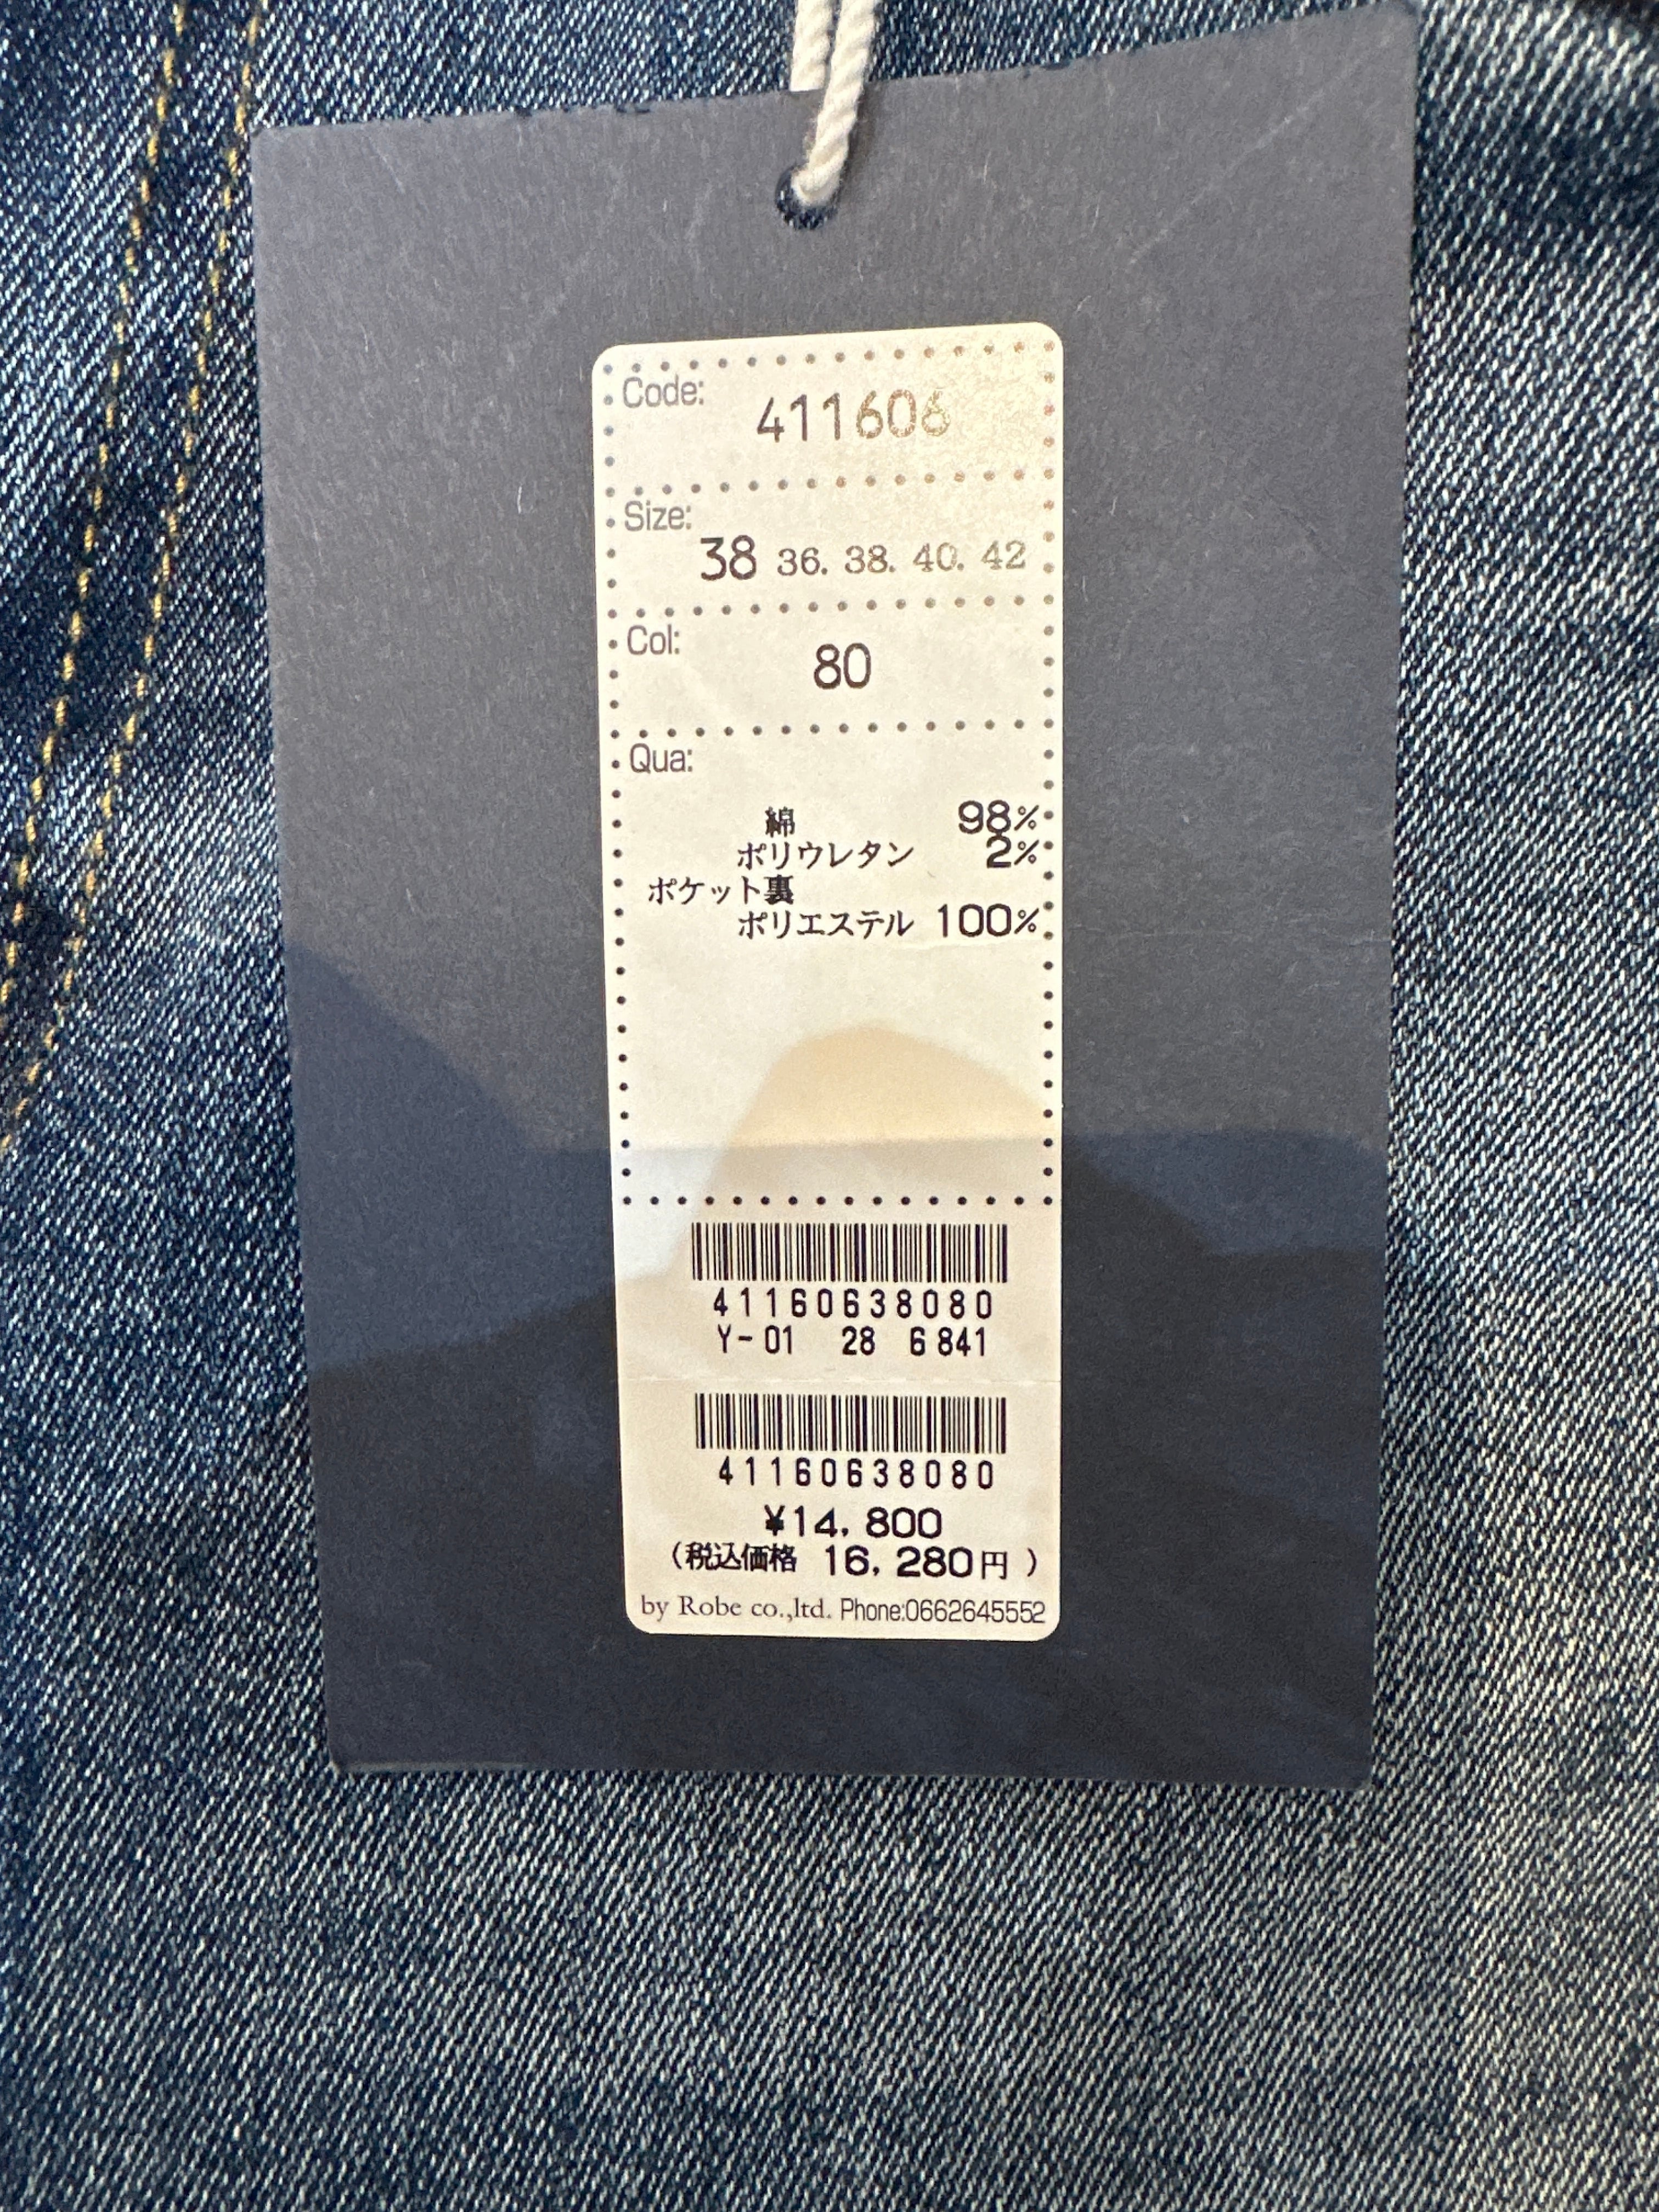 Code:
411606
Size:
38 36. 38. 40. 42
Col:
80
Qua:
綿 98%
ポリウレタン 2%
ポケット裏
ポリエステル 100%
41160638080
Y-01 28 6841
41160638080
¥14,800
(税込価格 16,280円)
by Robe co.,ltd. Phone:0662645552